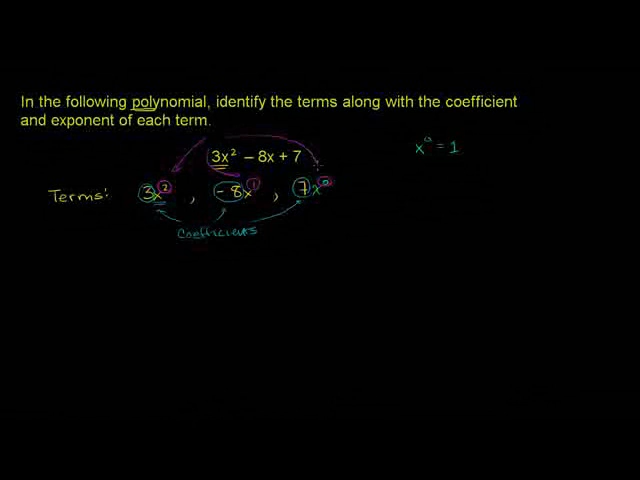 In the following polynomial, identify the terms along with the coefficient
and exponent of each term.
3x² − 8x + 7
x⁰ = 1
Terms: 3x² , −8x¹ , 7x⁰
Coefficients